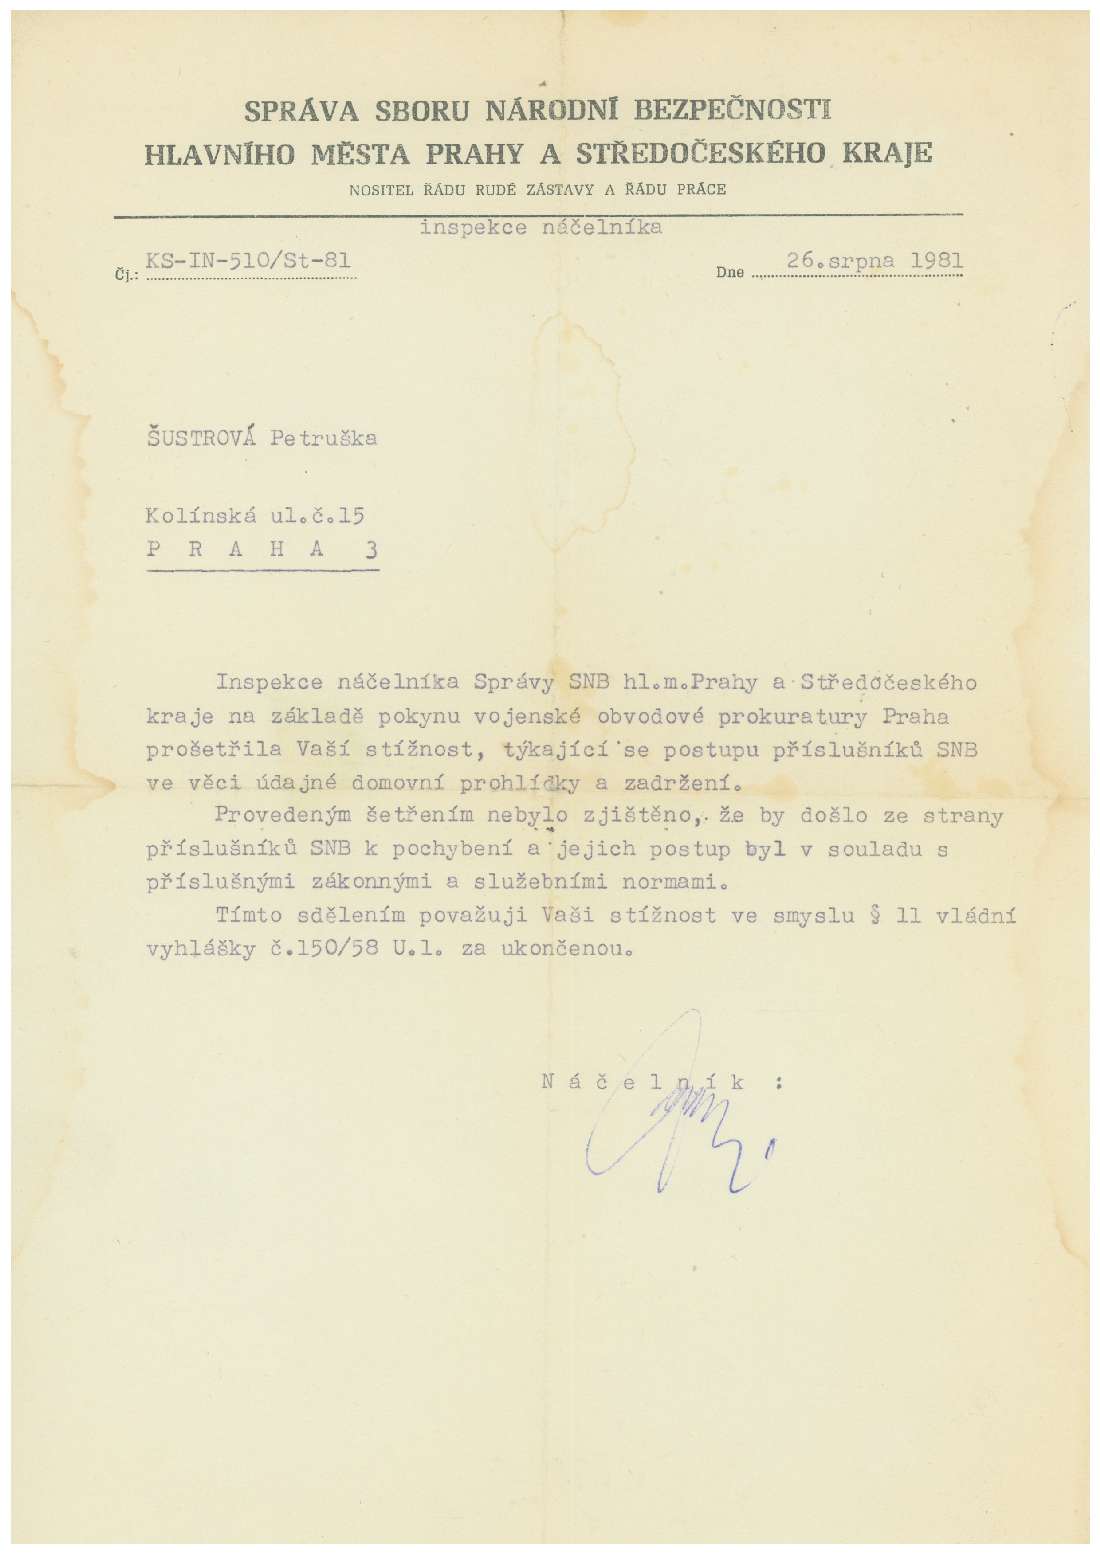 SPRÁVA SBORU NÁRODNÍ BEZPEČNOSTI
HLAVNÍHO MĚSTA PRAHY A STŘEDOČESKÉHO KRAJE
NOSITEL ŘÁDU RUDÉ ZÁSTAVY A ŘÁDU PRÁCE
inspekce náčelníka
Čj.: KS-IN-510/St-81 Dne 26.srpna 1981
ŠUSTROVÁ Petruška
Kolínská ul.č.15
P R A H A 3
Inspekce náčelníka Správy SNB hl.m.Prahy a Středočeského
kraje na základě pokynu vojenské obvodové prokuratury Praha
prošetřila Vaší stížnost, týkající se postupu příslušníků SNB
ve věci údajné domovní prohlídky a zadržení.
Provedeným šetřením nebylo zjištěno, že by došlo ze strany
příslušníků SNB k pochybení a jejich postup byl v souladu s
příslušnými zákonnými a služebními normami.
Tímto sdělením považuji Vaši stížnost ve smyslu § 11 vládní
vyhlášky č.150/58 U.l. za ukončenou.
N á č e l n í k :